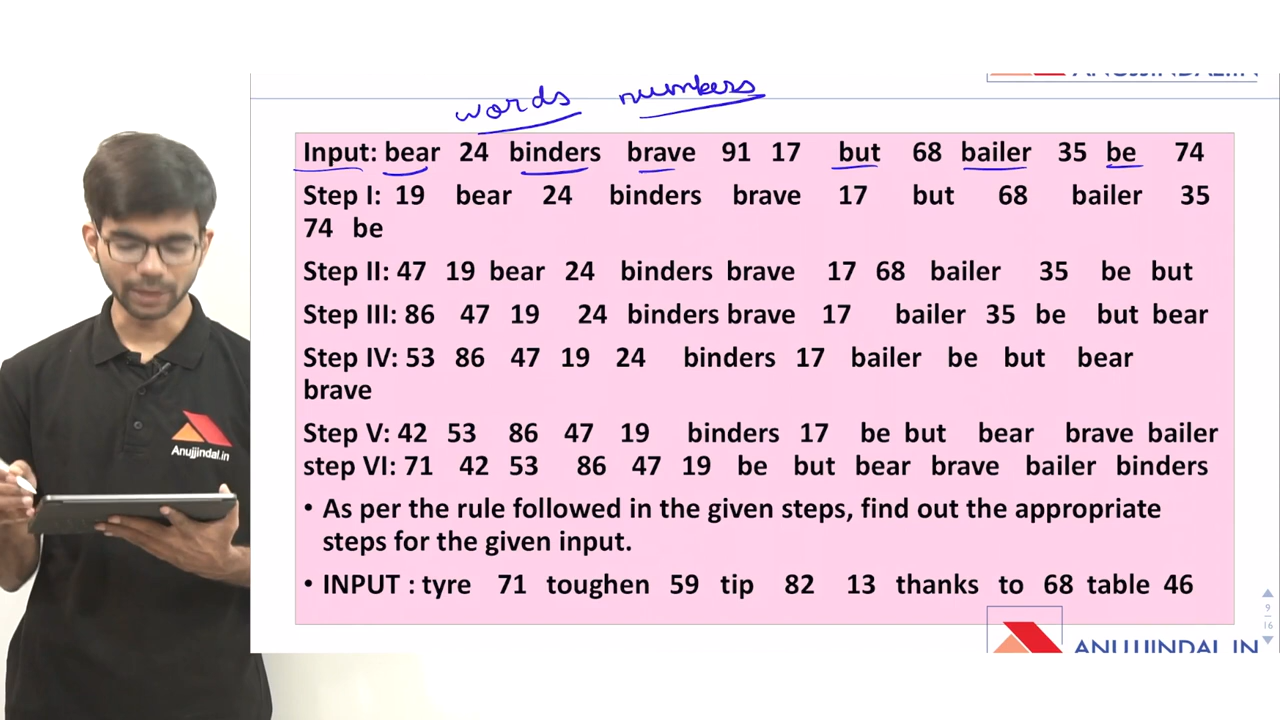 ANUJJINDAL.IN
words numbers
Input: bear 24 binders brave 91 17 but 68 bailer 35 be 74
Step I: 19 bear 24 binders brave 17 but 68 bailer 35
74 be
Step II: 47 19 bear 24 binders brave 17 68 bailer 35 be but
Step III: 86 47 19 24 binders brave 17 bailer 35 be but bear
Step IV: 53 86 47 19 24 binders 17 bailer be but bear
brave
Step V: 42 53 86 47 19 binders 17 be but bear brave bailer
step VI: 71 42 53 86 47 19 be but bear brave bailer binders
• As per the rule followed in the given steps, find out the appropriate
steps for the given input.
• INPUT : tyre 71 toughen 59 tip 82 13 thanks to 68 table 46
Anujjindal.in
9
16
ANUJJINDAL.IN